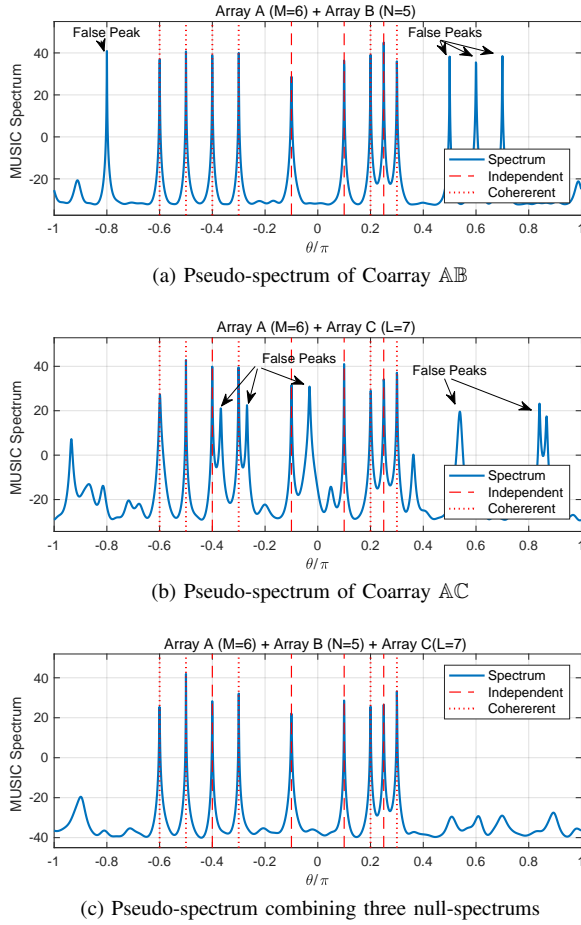 Array A (M=6) + Array B (N=5)
False Peak
False Peaks
MUSIC Spectrum
40
20
0
-20
Spectrum
Independent
Cohererent
-1 -0.8 -0.6 -0.4 -0.2 0 0.2 0.4 0.6 0.8 1
θ/π
(a) Pseudo-spectrum of Coarray 𝔸𝔹
Array A (M=6) + Array C (L=7)
False Peaks
False Peaks
MUSIC Spectrum
40
20
0
-20
Spectrum
Independent
Cohererent
-1 -0.8 -0.6 -0.4 -0.2 0 0.2 0.4 0.6 0.8 1
θ/π
(b) Pseudo-spectrum of Coarray 𝔸ℂ
Array A (M=6) + Array B (N=5) + Array C(L=7)
MUSIC Spectrum
40
20
0
-20
-40
Spectrum
Independent
Cohererent
-1 -0.8 -0.6 -0.4 -0.2 0 0.2 0.4 0.6 0.8 1
θ/π
(c) Pseudo-spectrum combining three null-spectrums